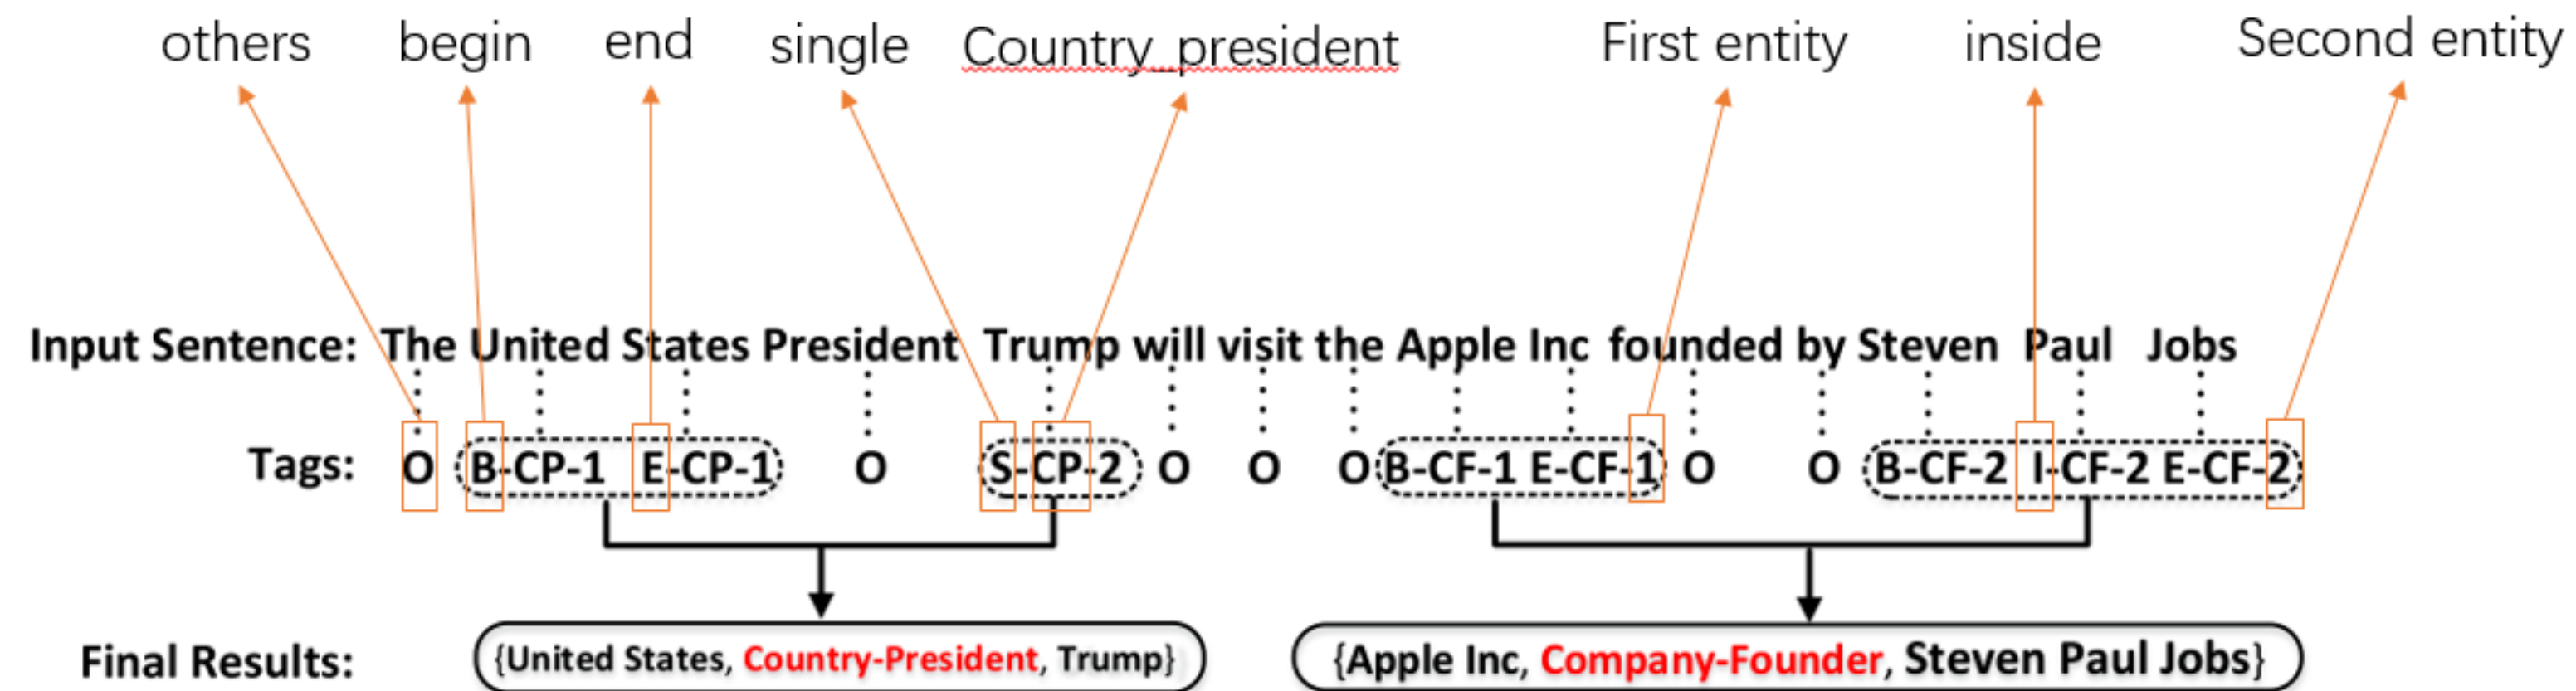 others begin end single Country_president First entity inside Second entity
Input Sentence: The United States President Trump will visit the Apple Inc founded by Steven Paul Jobs
Tags: O B-CP-1 E-CP-1 O S-CP-2 O O O B-CF-1 E-CF-1 O O B-CF-2 I-CF-2 E-CF-2
Final Results: {United States, Country-President, Trump} {Apple Inc, Company-Founder, Steven Paul Jobs}